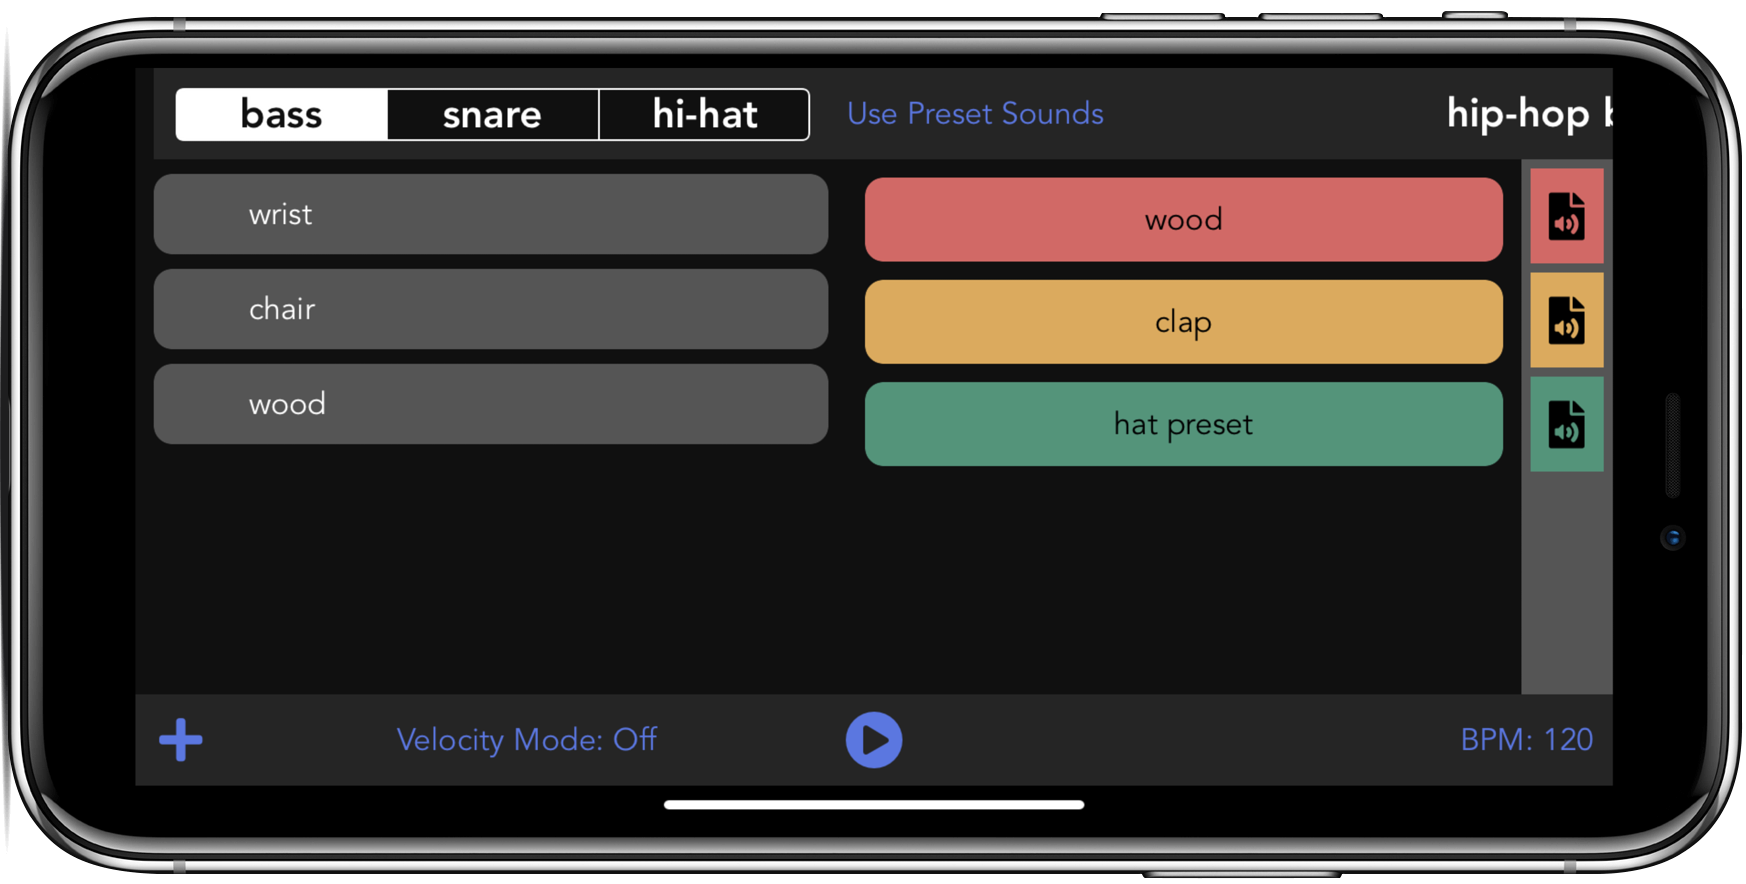 bass snare hi-hat Use Preset Sounds hip-hop
wrist
wood
chair
clap
wood
hat preset
Velocity Mode: Off BPM: 120